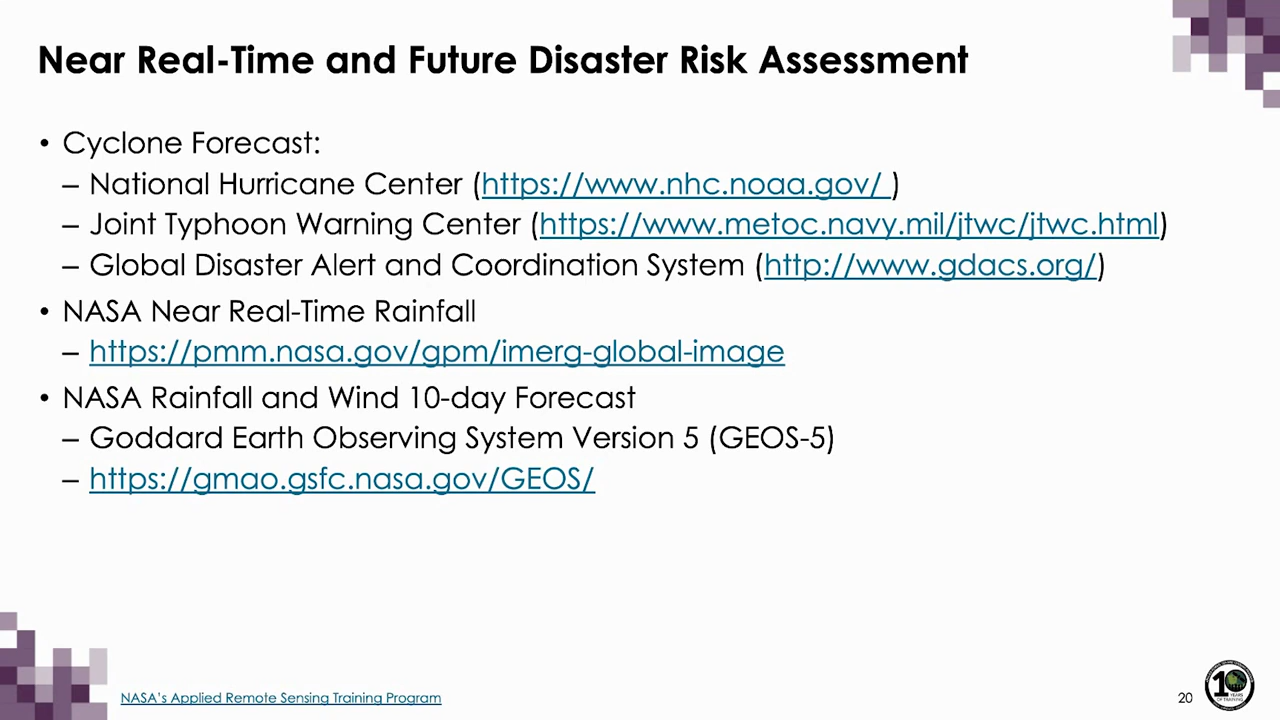 Near Real-Time and Future Disaster Risk Assessment
• Cyclone Forecast:
– National Hurricane Center (https://www.nhc.noaa.gov/ )
– Joint Typhoon Warning Center (https://www.metoc.navy.mil/jtwc/jtwc.html)
– Global Disaster Alert and Coordination System (http://www.gdacs.org/)
• NASA Near Real-Time Rainfall
– https://pmm.nasa.gov/gpm/imerg-global-image
• NASA Rainfall and Wind 10-day Forecast
– Goddard Earth Observing System Version 5 (GEOS-5)
– https://gmao.gsfc.nasa.gov/GEOS/
NASA's Applied Remote Sensing Training Program
20
10
YEARS
OF TRAINING